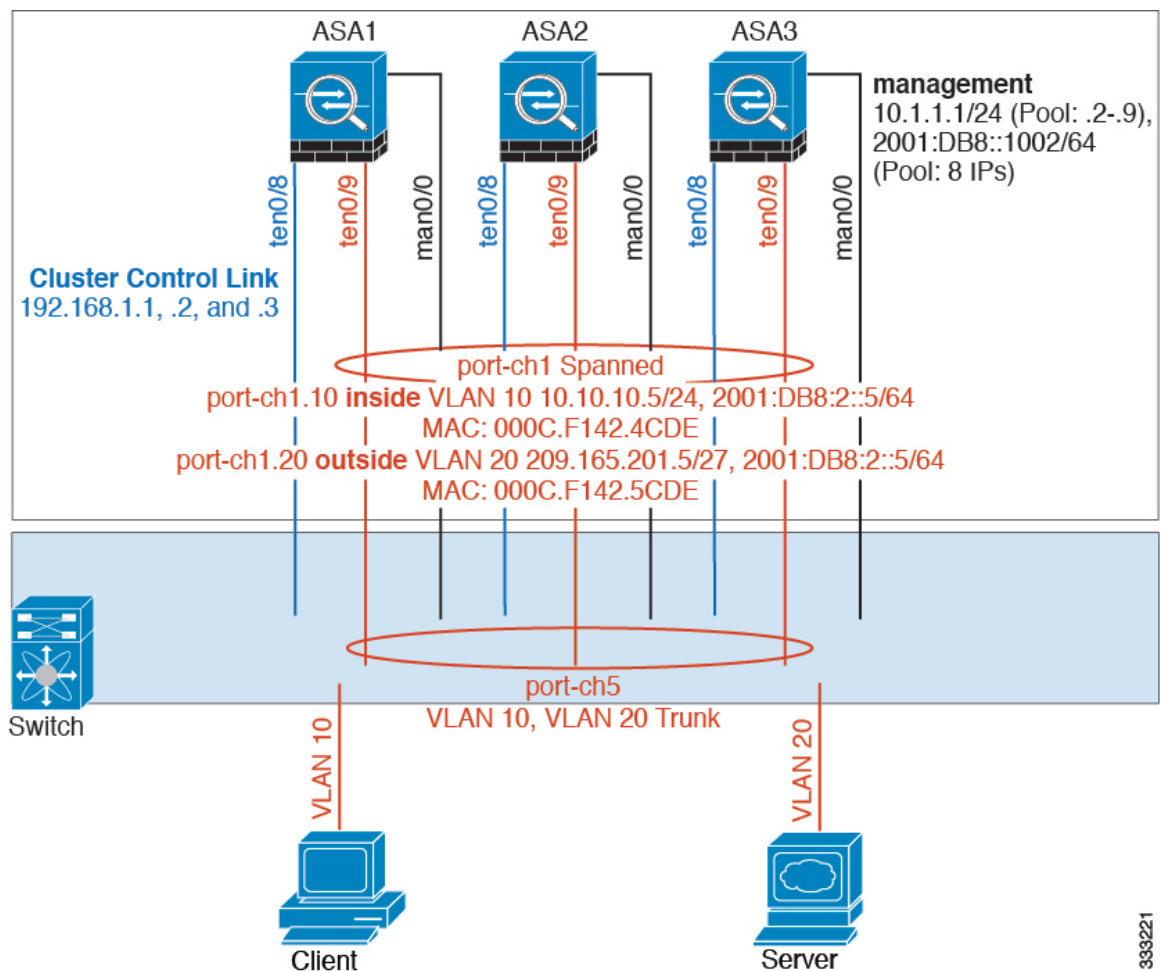 ASA1
ASA2
ASA3
management
10.1.1.1/24 (Pool: .2-.9),
2001:DB8::1002/64
(Pool: 8 IPs)
ten0/8
ten0/9
man0/0
ten0/8
ten0/9
man0/0
ten0/8
ten0/9
man0/0
Cluster Control Link
192.168.1.1, .2, and .3
port-ch1 Spanned
port-ch1.10 inside VLAN 10 10.10.10.5/24, 2001:DB8:2::5/64
MAC: 000C.F142.4CDE
port-ch1.20 outside VLAN 20 209.165.201.5/27, 2001:DB8:2::5/64
MAC: 000C.F142.5CDE
Switch
port-ch5
VLAN 10, VLAN 20 Trunk
VLAN 10
VLAN 20
Client
Server
333221